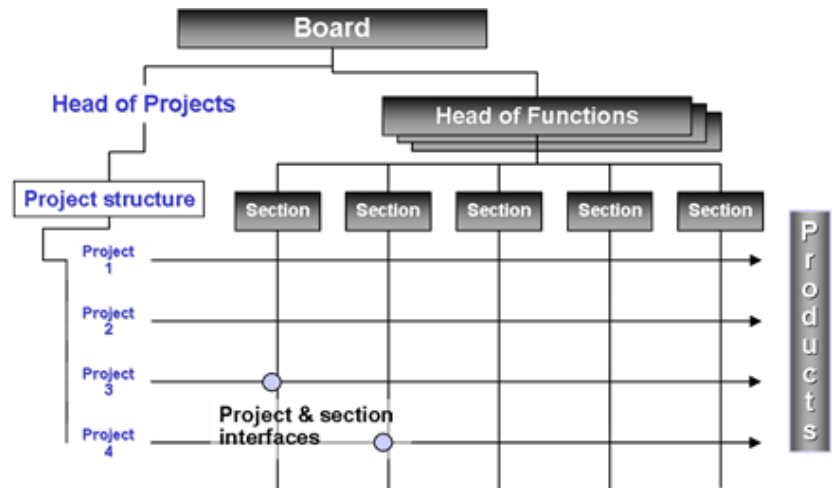 Board
Head of Projects
Head of Functions
Project structure
Section
Section
Section
Section
Section
Products
Project
1
Project
2
Project
3
Project & section
interfaces
Project
4